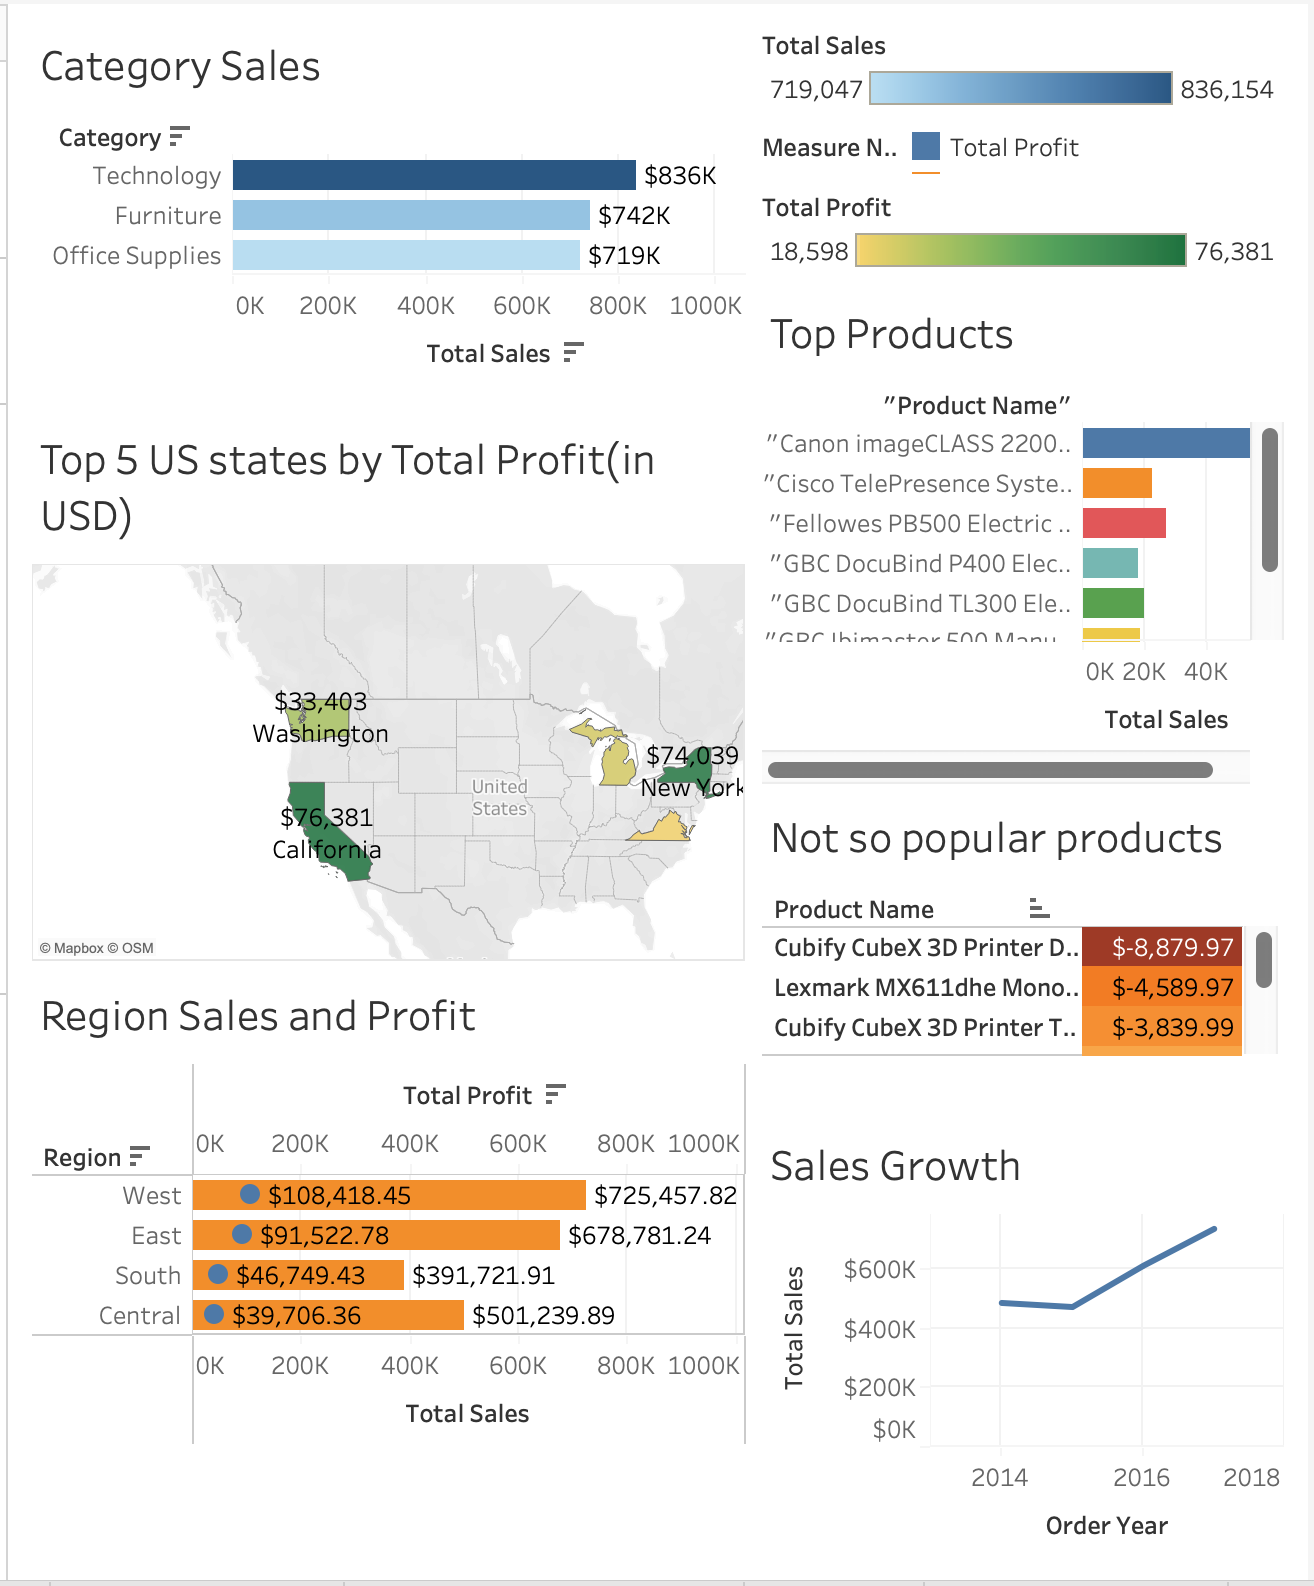 Category Sales
Category
Technology $836K
Furniture $742K
Office Supplies $719K
0K 200K 400K 600K 800K 1000K
Total Sales
Total Sales
719,047 836,154
Measure N.. Total Profit
Total Profit
18,598 76,381
Top 5 US states by Total Profit(in
USD)
$33,403
Washington
$74,039
New York
United
States
$76,381
California
© Mapbox © OSM
Top Products
"Product Name"
"Canon imageCLASS 2200..
"Cisco TelePresence Syste..
"Fellowes PB500 Electric ..
"GBC DocuBind P400 Elec..
"GBC DocuBind TL300 Ele..
"GBC Ibimaster 500 Manu..
0K 20K 40K
Total Sales
Not so popular products
Product Name
Cubify CubeX 3D Printer D.. $-8,879.97
Lexmark MX611dhe Mono.. $-4,589.97
Cubify CubeX 3D Printer T.. $-3,839.99
Region Sales and Profit
Total Profit
0K 200K 400K 600K 800K 1000K
Region
West $108,418.45 $725,457.82
East $91,522.78 $678,781.24
South $46,749.43 $391,721.91
Central $39,706.36 $501,239.89
0K 200K 400K 600K 800K 1000K
Total Sales
Sales Growth
Total Sales
$600K
$400K
$200K
$0K
2014 2016 2018
Order Year